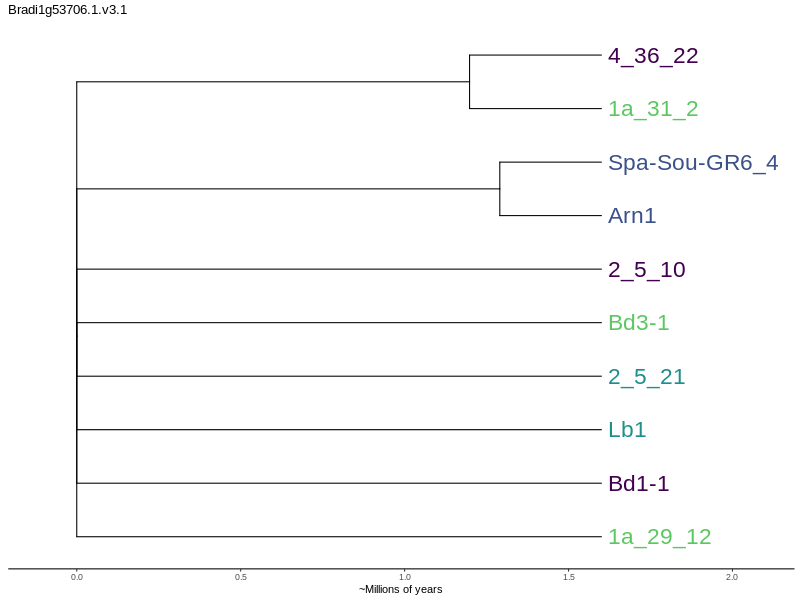 Bradi1g53706.1.v3.1
4_36_22
1a_31_2
Spa-Sou-GR6_4
Arn1
2_5_10
Bd3-1
2_5_21
Lb1
Bd1-1
1a_29_12
0.0 0.5 1.0 1.5 2.0
~Millions of years